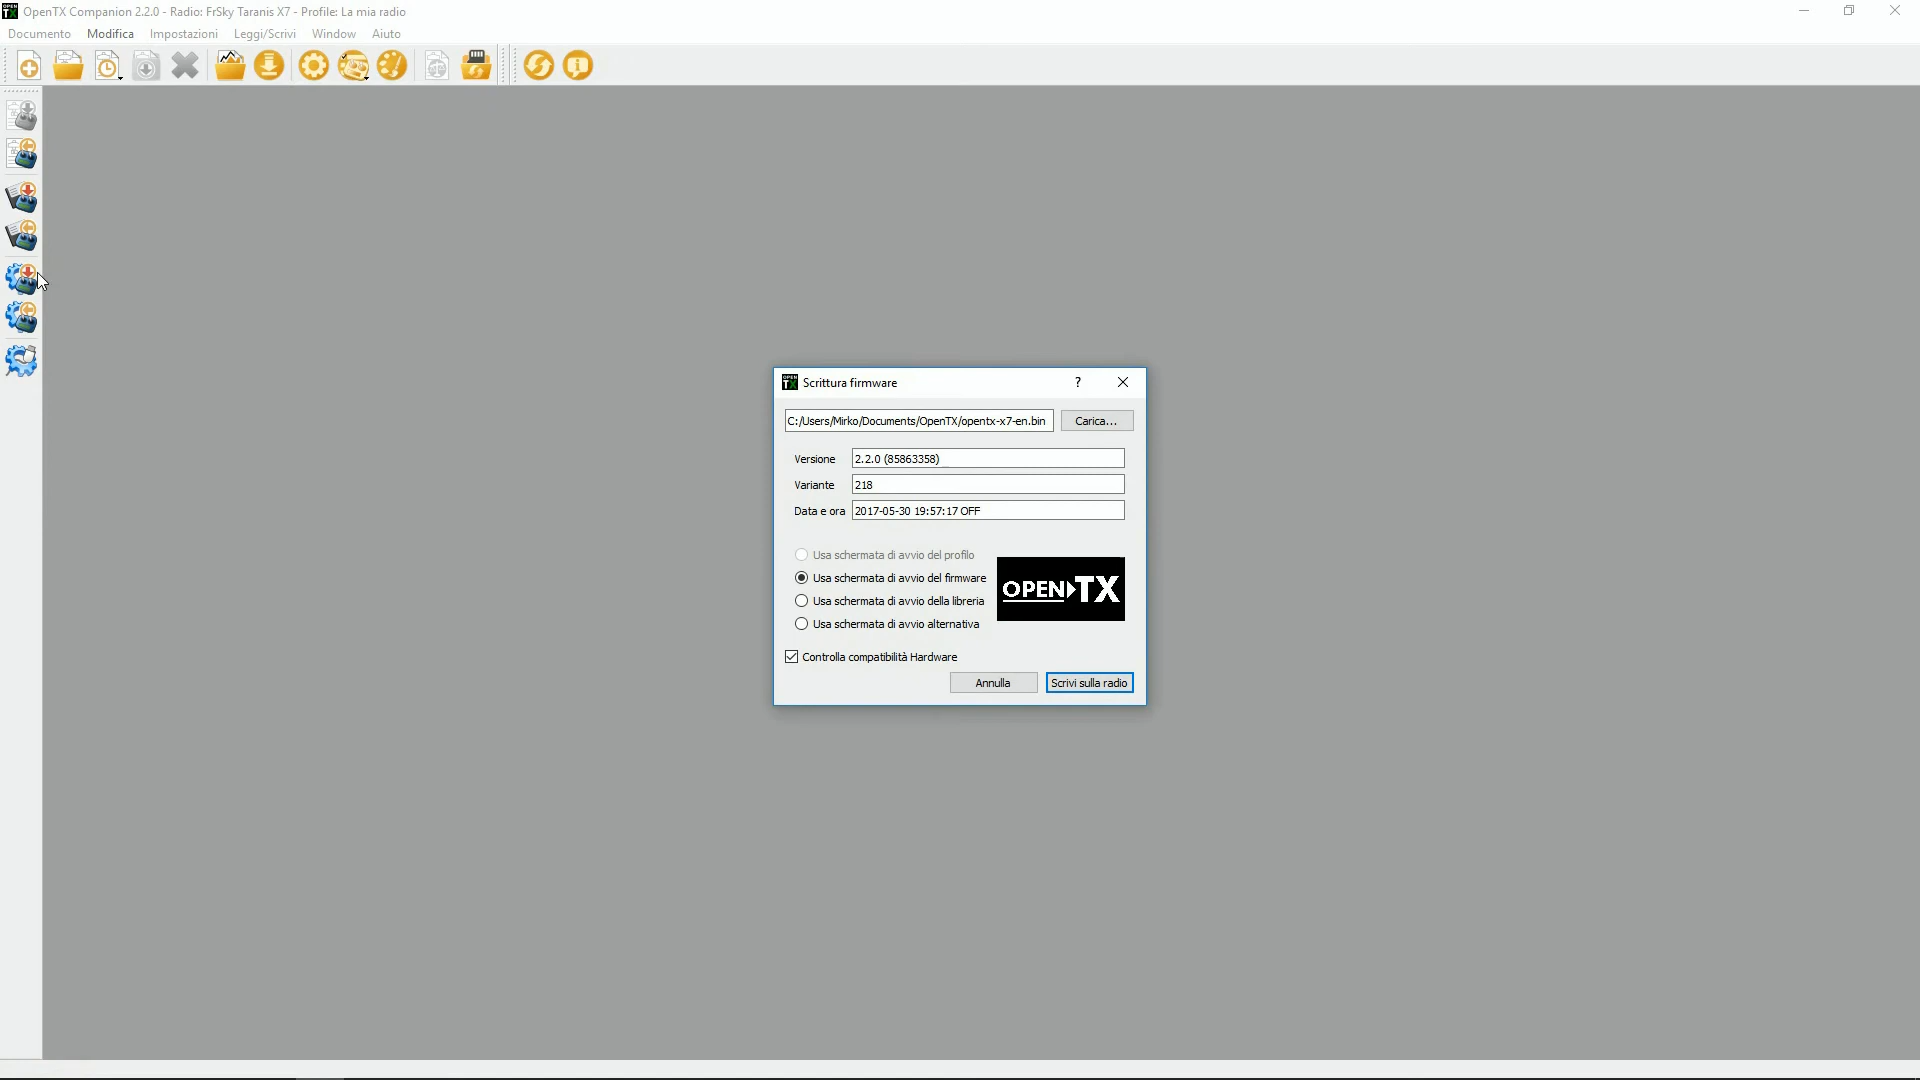 OpenTX Companion 2.2.0 - Radio: FrSky Taranis X7 - Profile: La mia radio
Documento Modifica Impostazioni Leggi/Scrivi Window Aiuto
Scrittura firmware ?
C:/Users/Mirko/Documents/OpenTX/opentx-x7-en.bin Carica...
Versione 2.2.0 (85863358)
Variante 218
Data e ora 2017-05-30 19:57:17 OFF
Usa schermata di avvio del profilo
Usa schermata di avvio del firmware
Usa schermata di avvio della libreria
Usa schermata di avvio alternativa
OPEN TX
Controlla compatibilità Hardware
Annulla Scrivi sulla radio